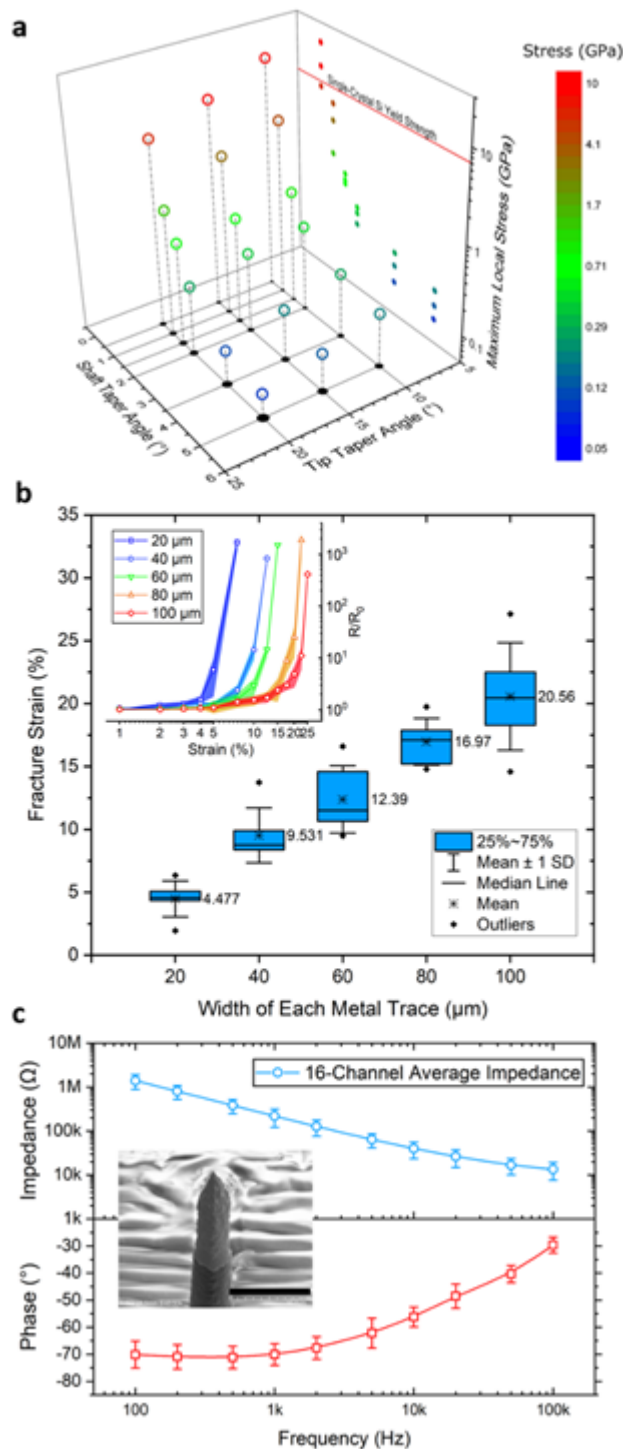 a
Stress (GPa)
10
4.1
1.7
0.71
0.29
0.12
0.05
Single-Crystal Si Yield Strength
10
1
0.1
Maximum Local Stress (GPa)
0
1
2
3
4
5
6
Shaft Taper Angle (°)
25
20
15
10
5
Tip Taper Angle (°)
b
35
30
25
20
15
10
5
0
Fracture Strain (%)
20 µm
40 µm
60 µm
80 µm
100 µm
10³
10²
10¹
10⁰
R/R₀
1 2 3 4 5 10 15 20 25
Strain (%)
4.477
9.531
12.39
16.97
20.56
25%~75%
Mean ± 1 SD
Median Line
Mean
Outliers
20 40 60 80 100
Width of Each Metal Trace (µm)
c
10M
1M
100k
10k
1k
Impedance (Ω)
16-Channel Average Impedance
-30
-40
-50
-60
-70
-80
Phase (°)
100 1k 10k 100k
Frequency (Hz)